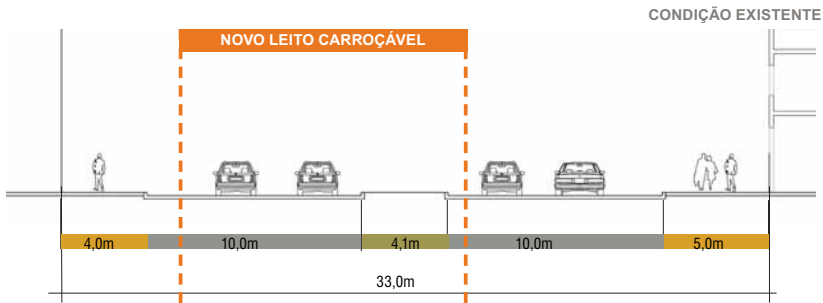 CONDIÇÃO EXISTENTE
NOVO LEITO CARROÇÁVEL
4,0m 10,0m 4,1m 10,0m 5,0m
33,0m